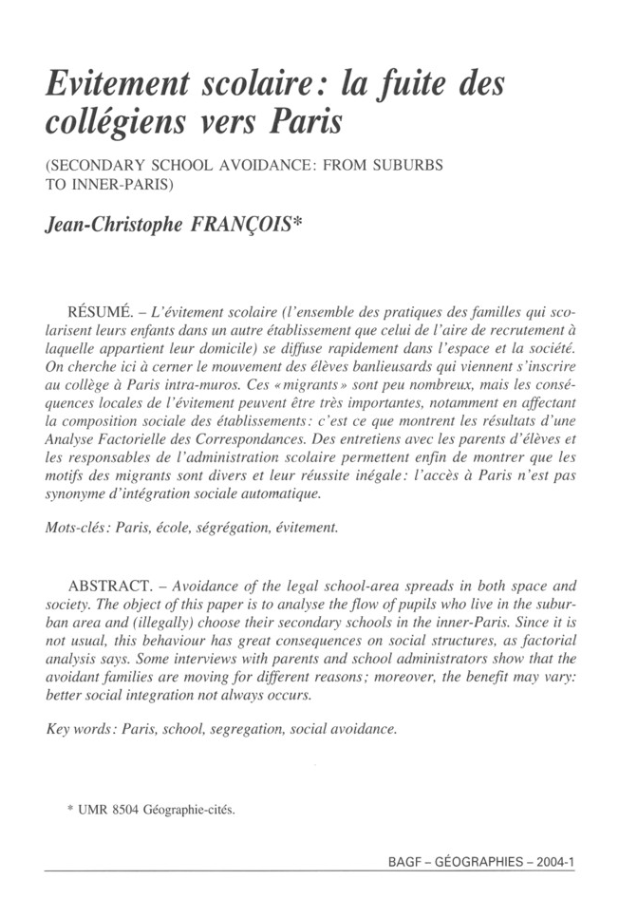 Evitement scolaire : la fuite des
collégiens vers Paris
(SECONDARY SCHOOL AVOIDANCE: FROM SUBURBS
TO INNER-PARIS)
Jean-Christophe FRANÇOIS*
RÉSUMÉ. – L'évitement scolaire (l'ensemble des pratiques des familles qui sco-
larisent leurs enfants dans un autre établissement que celui de l'aire de recrutement à
laquelle appartient leur domicile) se diffuse rapidement dans l'espace et la société.
On cherche ici à cerner le mouvement des élèves banlieusards qui viennent s'inscrire
au collège à Paris intra-muros. Ces « migrants » sont peu nombreux, mais les consé-
quences locales de l'évitement peuvent être très importantes, notamment en affectant
la composition sociale des établissements : c'est ce que montrent les résultats d'une
Analyse Factorielle des Correspondances. Des entretiens avec les parents d'élèves et
les responsables de l'administration scolaire permettent enfin de montrer que les
motifs des migrants sont divers et leur réussite inégale : l'accès à Paris n'est pas
synonyme d'intégration sociale automatique.
Mots-clés : Paris, école, ségrégation, évitement.
ABSTRACT. – Avoidance of the legal school-area spreads in both space and
society. The object of this paper is to analyse the flow of pupils who live in the subur-
ban area and (illegally) choose their secondary schools in the inner-Paris. Since it is
not usual, this behaviour has great consequences on social structures, as factorial
analysis says. Some interviews with parents and school administrators show that the
avoidant families are moving for different reasons ; moreover, the benefit may vary:
better social integration not always occurs.
Key words : Paris, school, segregation, social avoidance.
* UMR 8504 Géographie-cités.
BAGF – GÉOGRAPHIES – 2004-1